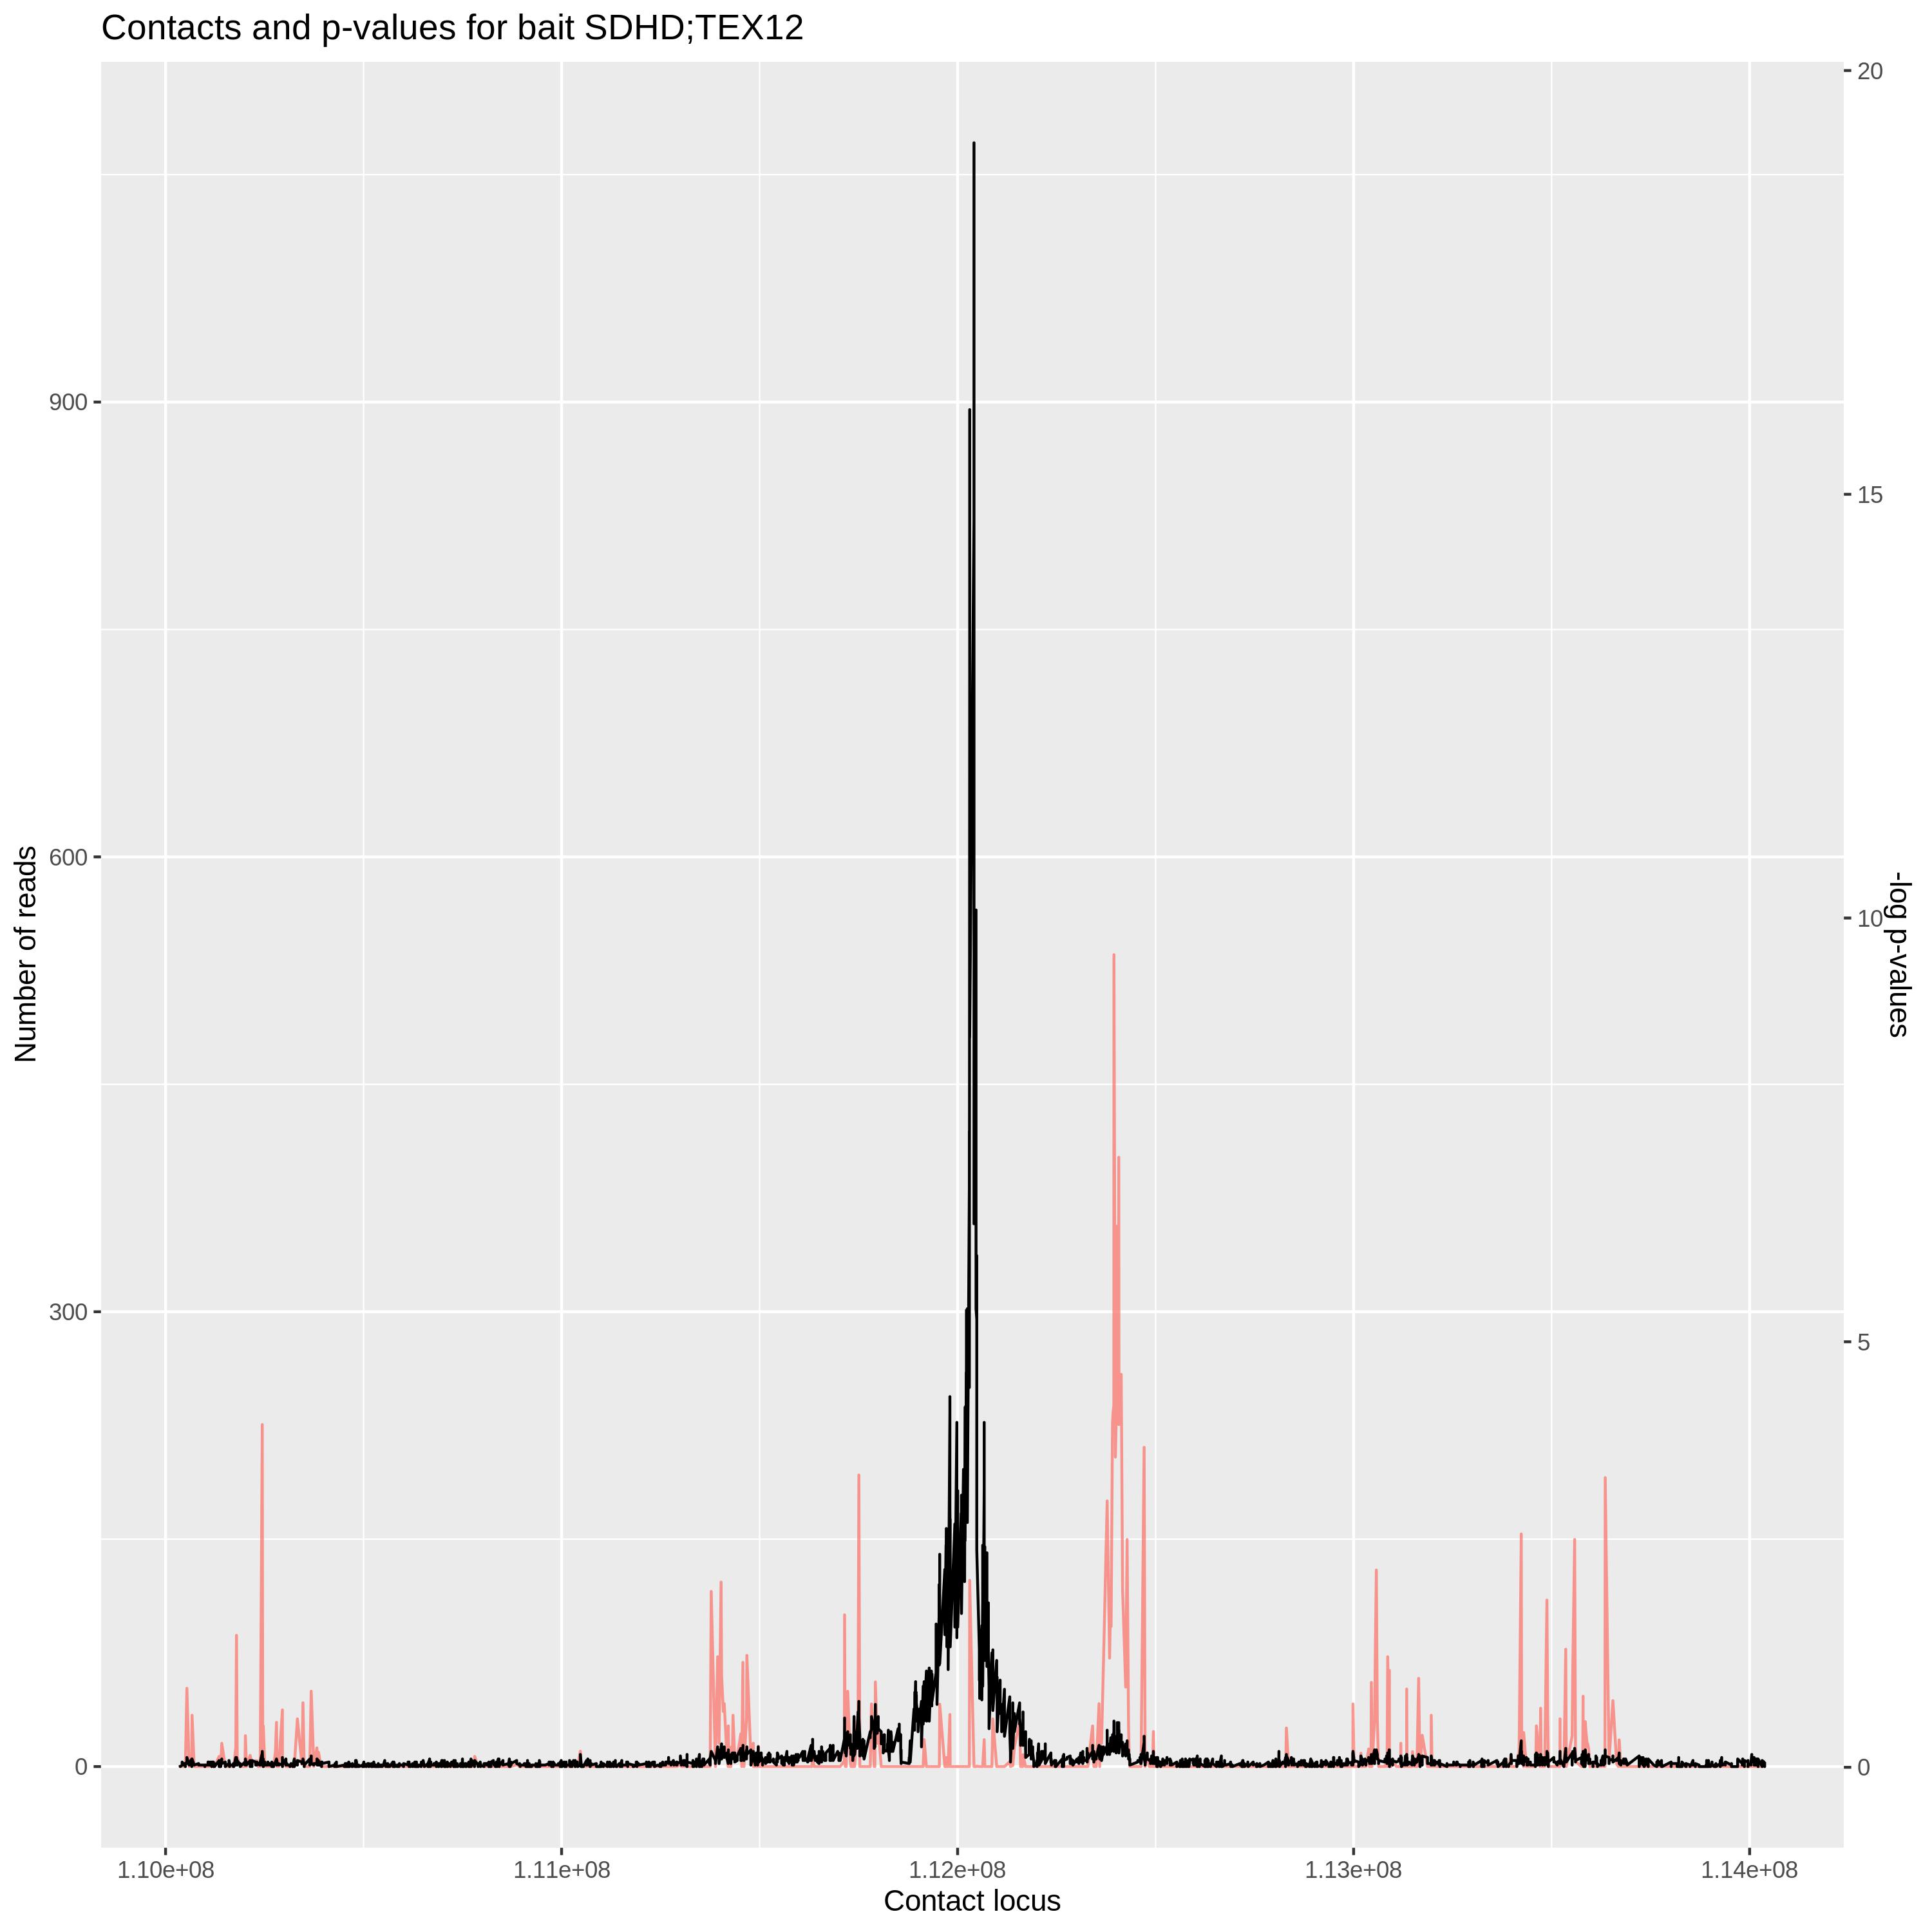 Contacts and p-values for bait SDHD;TEX12
Number of reads
900
600
300
0
20
15
10
5
0
-log p-values
1.10e+08
1.11e+08
1.12e+08
1.13e+08
1.14e+08
Contact locus